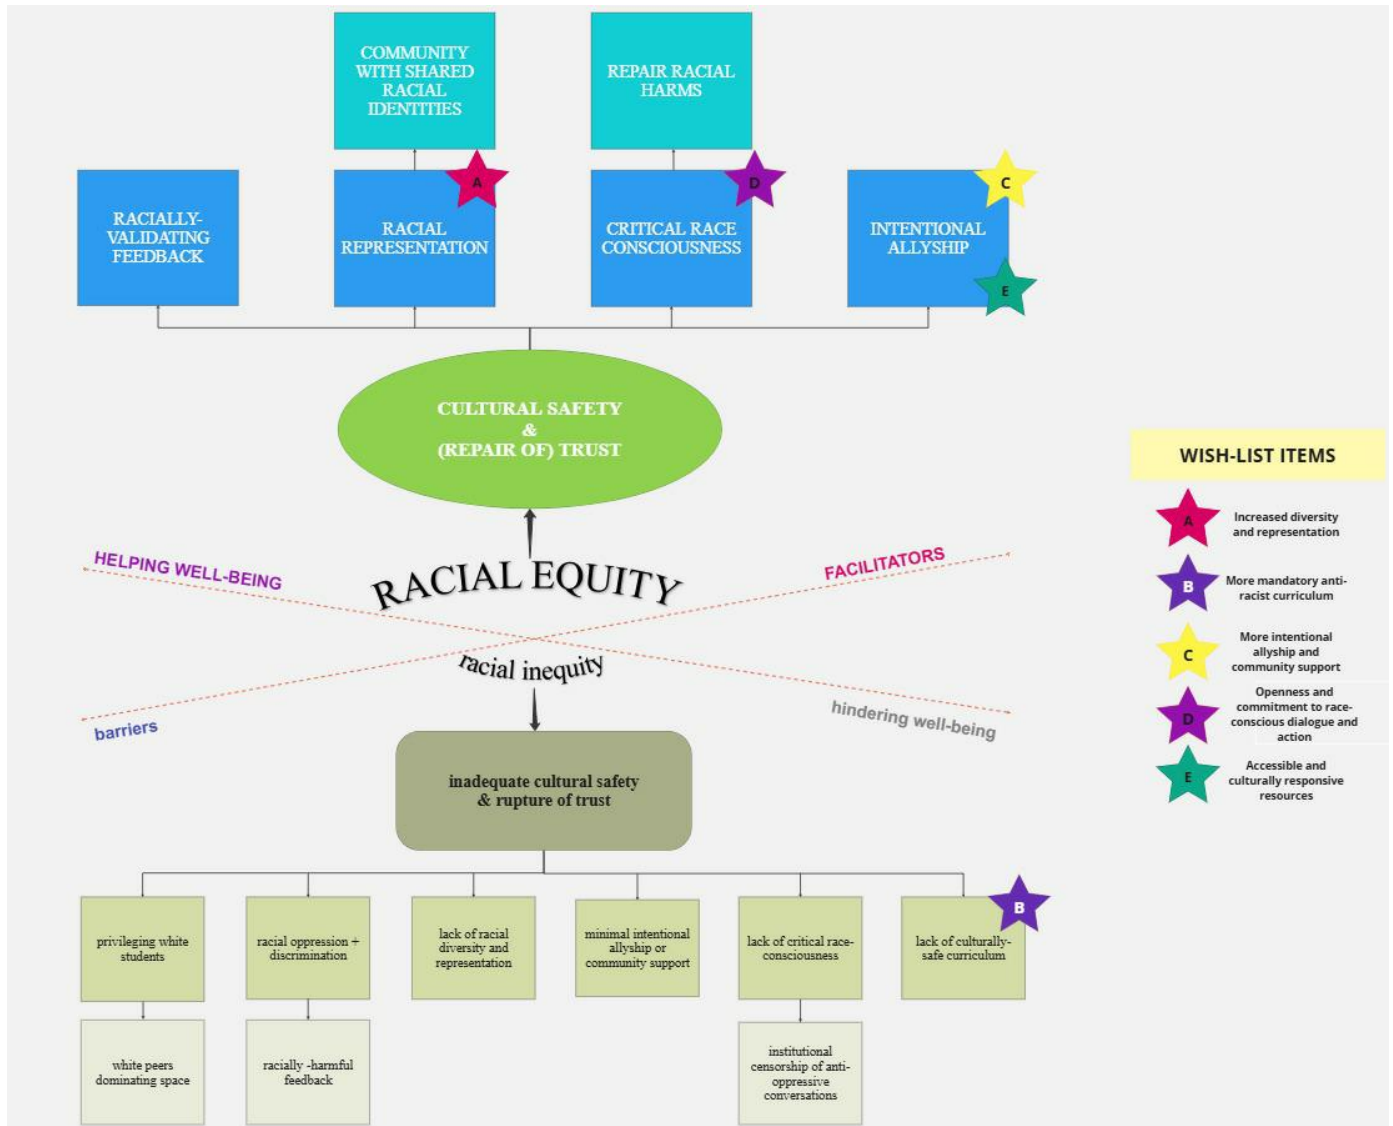 COMMUNITY
WITH SHARED
RACIAL
IDENTITIES
REPAIR RACIAL
HARMS
RACIALLY-
VALIDATING
FEEDBACK
A
RACIAL
REPRESENTATION
D
CRITICAL RACE
CONSCIOUSNESS
C
INTENTIONAL
ALLYSHIP
E
CULTURAL SAFETY
&
(REPAIR OF) TRUST
HELPING WELL-BEING
RACIAL EQUITY
FACILITATORS
racial inequity
barriers
hindering well-being
inadequate cultural safety
& rupture of trust
privileging white
students
racial oppression +
discrimination
lack of racial
diversity and
representation
minimal intentional
allyship or
community support
lack of critical race-
consciousness
lack of culturally-
safe curriculum
B
white peers
dominating space
racially -harmful
feedback
institutional
censorship of anti-
oppressive
conversations
WISH-LIST ITEMS
A
Increased diversity
and representation
B
More mandatory anti-
racist curriculum
C
More intentional
allyship and
community support
D
Openness and
commitment to race-
conscious dialogue and
action
E
Accessible and
culturally responsive
resources